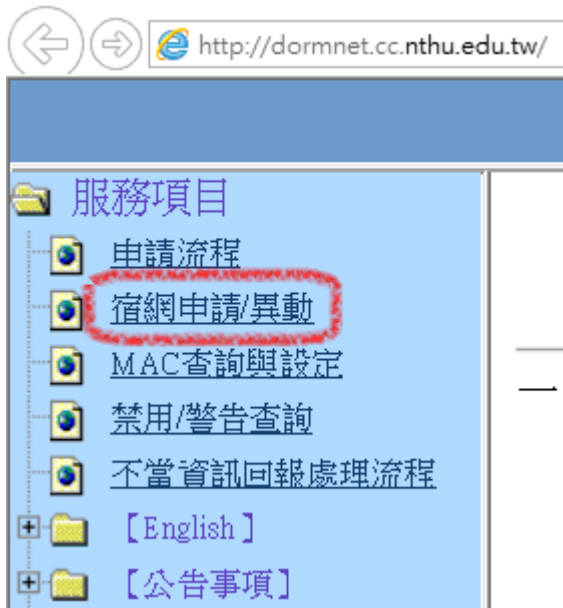 http://dormnet.cc.nthu.edu.tw/
服務項目
申請流程
宿網申請/異動
MAC查詢與設定
禁用/警告查詢
不當資訊回報處理流程
【English】
【公告事項】
一